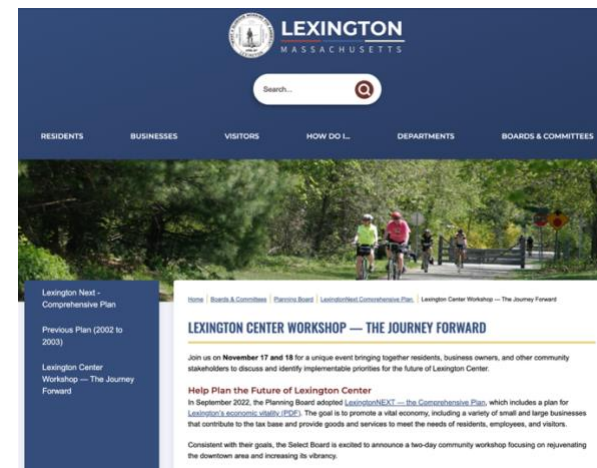 LEXINGTON
MASSACHUSETTS
Search...
RESIDENTS BUSINESSES VISITORS HOW DO I... DEPARTMENTS BOARDS & COMMITTEES
Lexington Next -
Comprehensive Plan
Previous Plan (2002 to
2003)
Lexington Center
Workshop — The Journey
Forward
Home | Boards & Committees | Planning Board | LexingtonNext Comprehensive Plan | Lexington Center Workshop — The Journey Forward
LEXINGTON CENTER WORKSHOP — THE JOURNEY FORWARD
Join us on November 17 and 18 for a unique event bringing together residents, business owners, and other community
stakeholders to discuss and identify implementable priorities for the future of Lexington Center.
Help Plan the Future of Lexington Center
In September 2022, the Planning Board adopted LexingtonNEXT — the Comprehensive Plan, which includes a plan for
Lexington's economic vitality (PDF). The goal is to promote a vital economy, including a variety of small and large businesses
that contribute to the tax base and provide goods and services to meet the needs of residents, employees, and visitors.
Consistent with their goals, the Select Board is excited to announce a two-day community workshop focusing on rejuvenating
the downtown area and increasing its vibrancy.